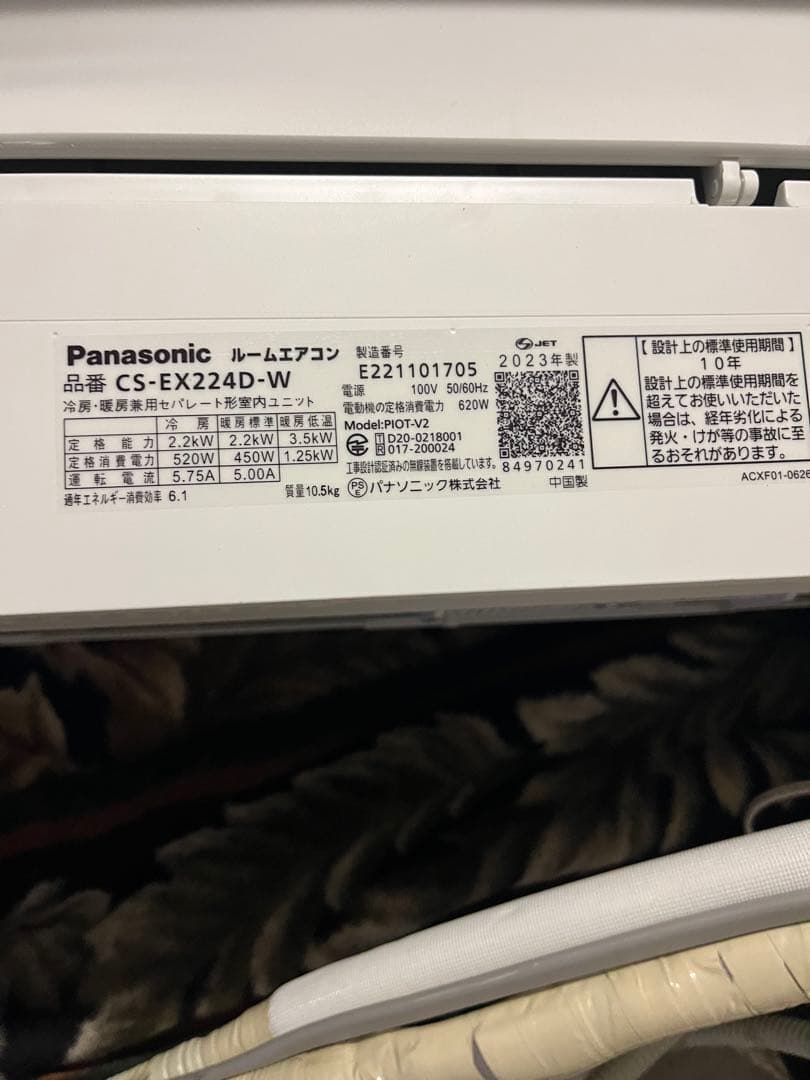 Panasonic ルームエアコン
品番 CS-EX224D-W
冷房・暖房兼用セパレート形室内ユニット
冷 房 暖房標準 暖房低温
定 格 能 力 2.2kW 2.2kW 3.5kW
定格消費電力 520W 450W 1.25kW
運 転 電 流 5.75A 5.00A
通年エネルギー消費効率 6.1
質量10.5kg
製造番号
E221101705
電源 100V 50/60Hz
電動機の定格消費電力 620W
Model:PIOT-V2
T D20-0218001
R 017-200024
工事設計認証済みの無線装置を搭載しています。
PSE パナソニック株式会社
JET
2023年製
84970241
中国製
【設計上の標準使用期間】
10年
設計上の標準使用期間を
超えてお使いいただいた
場合は、経年劣化による
発火・けが等の事故に至
るおそれがあります。
ACXF01-0626